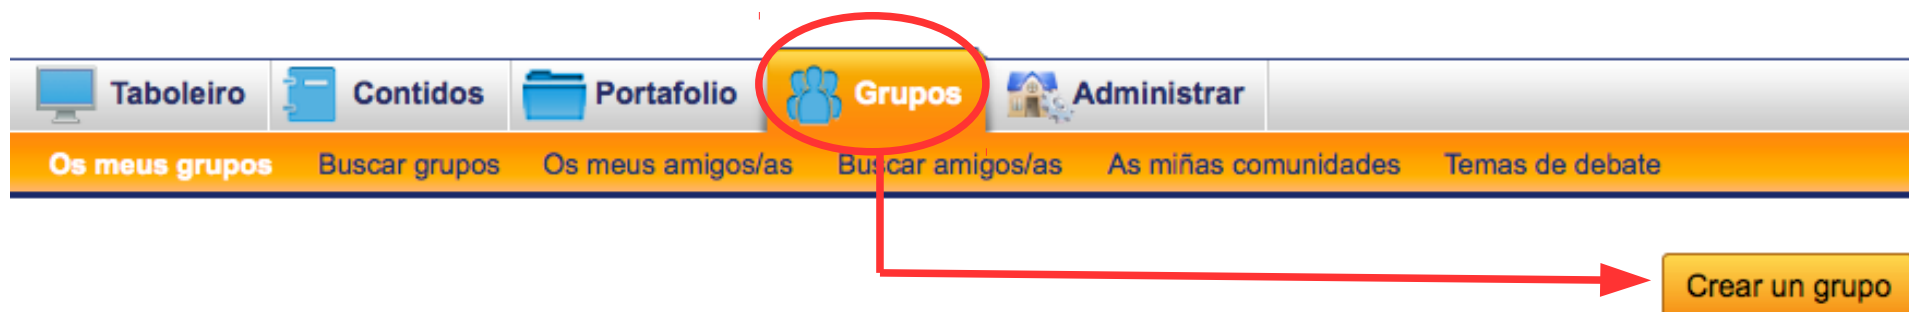 Taboleiro Contidos Portafolio Grupos Administrar
Os meus grupos Buscar grupos Os meus amigos/as Buscar amigos/as As miñas comunidades Temas de debate
Crear un grupo